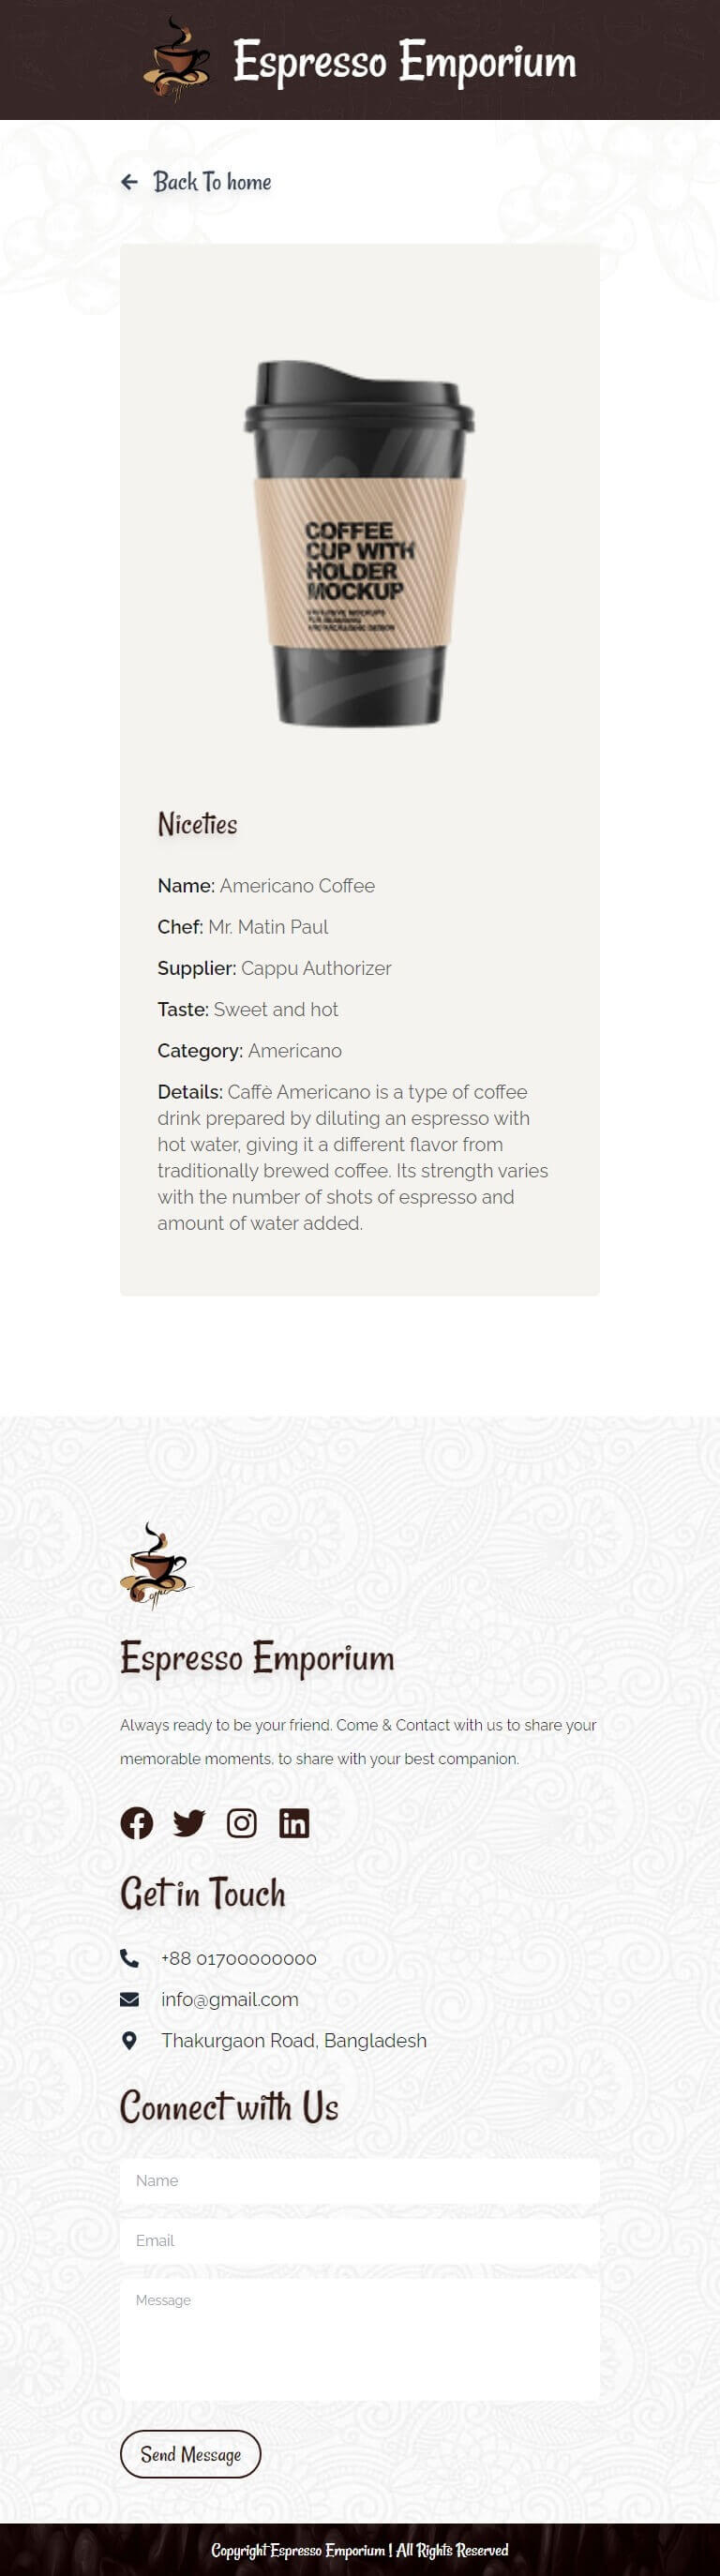 Espresso Emporium
Back To home
COFFEE
CUP WITH
HOLDER
MOCKUP
Niceties
Name: Americano Coffee
Chef: Mr. Matin Paul
Supplier: Cappu Authorizer
Taste: Sweet and hot
Category: Americano
Details: Caffè Americano is a type of coffee
drink prepared by diluting an espresso with
hot water, giving it a different flavor from
traditionally brewed coffee. Its strength varies
with the number of shots of espresso and
amount of water added.
Espresso Emporium
Always ready to be your friend. Come & Contact with us to share your
memorable moments, to share with your best companion.
Get in Touch
+88 01700000000
info@gmail.com
Thakurgaon Road, Bangladesh
Connect with Us
Name
Email
Message
Send Message
Copyright Espresso Emporium ! All Rights Reserved